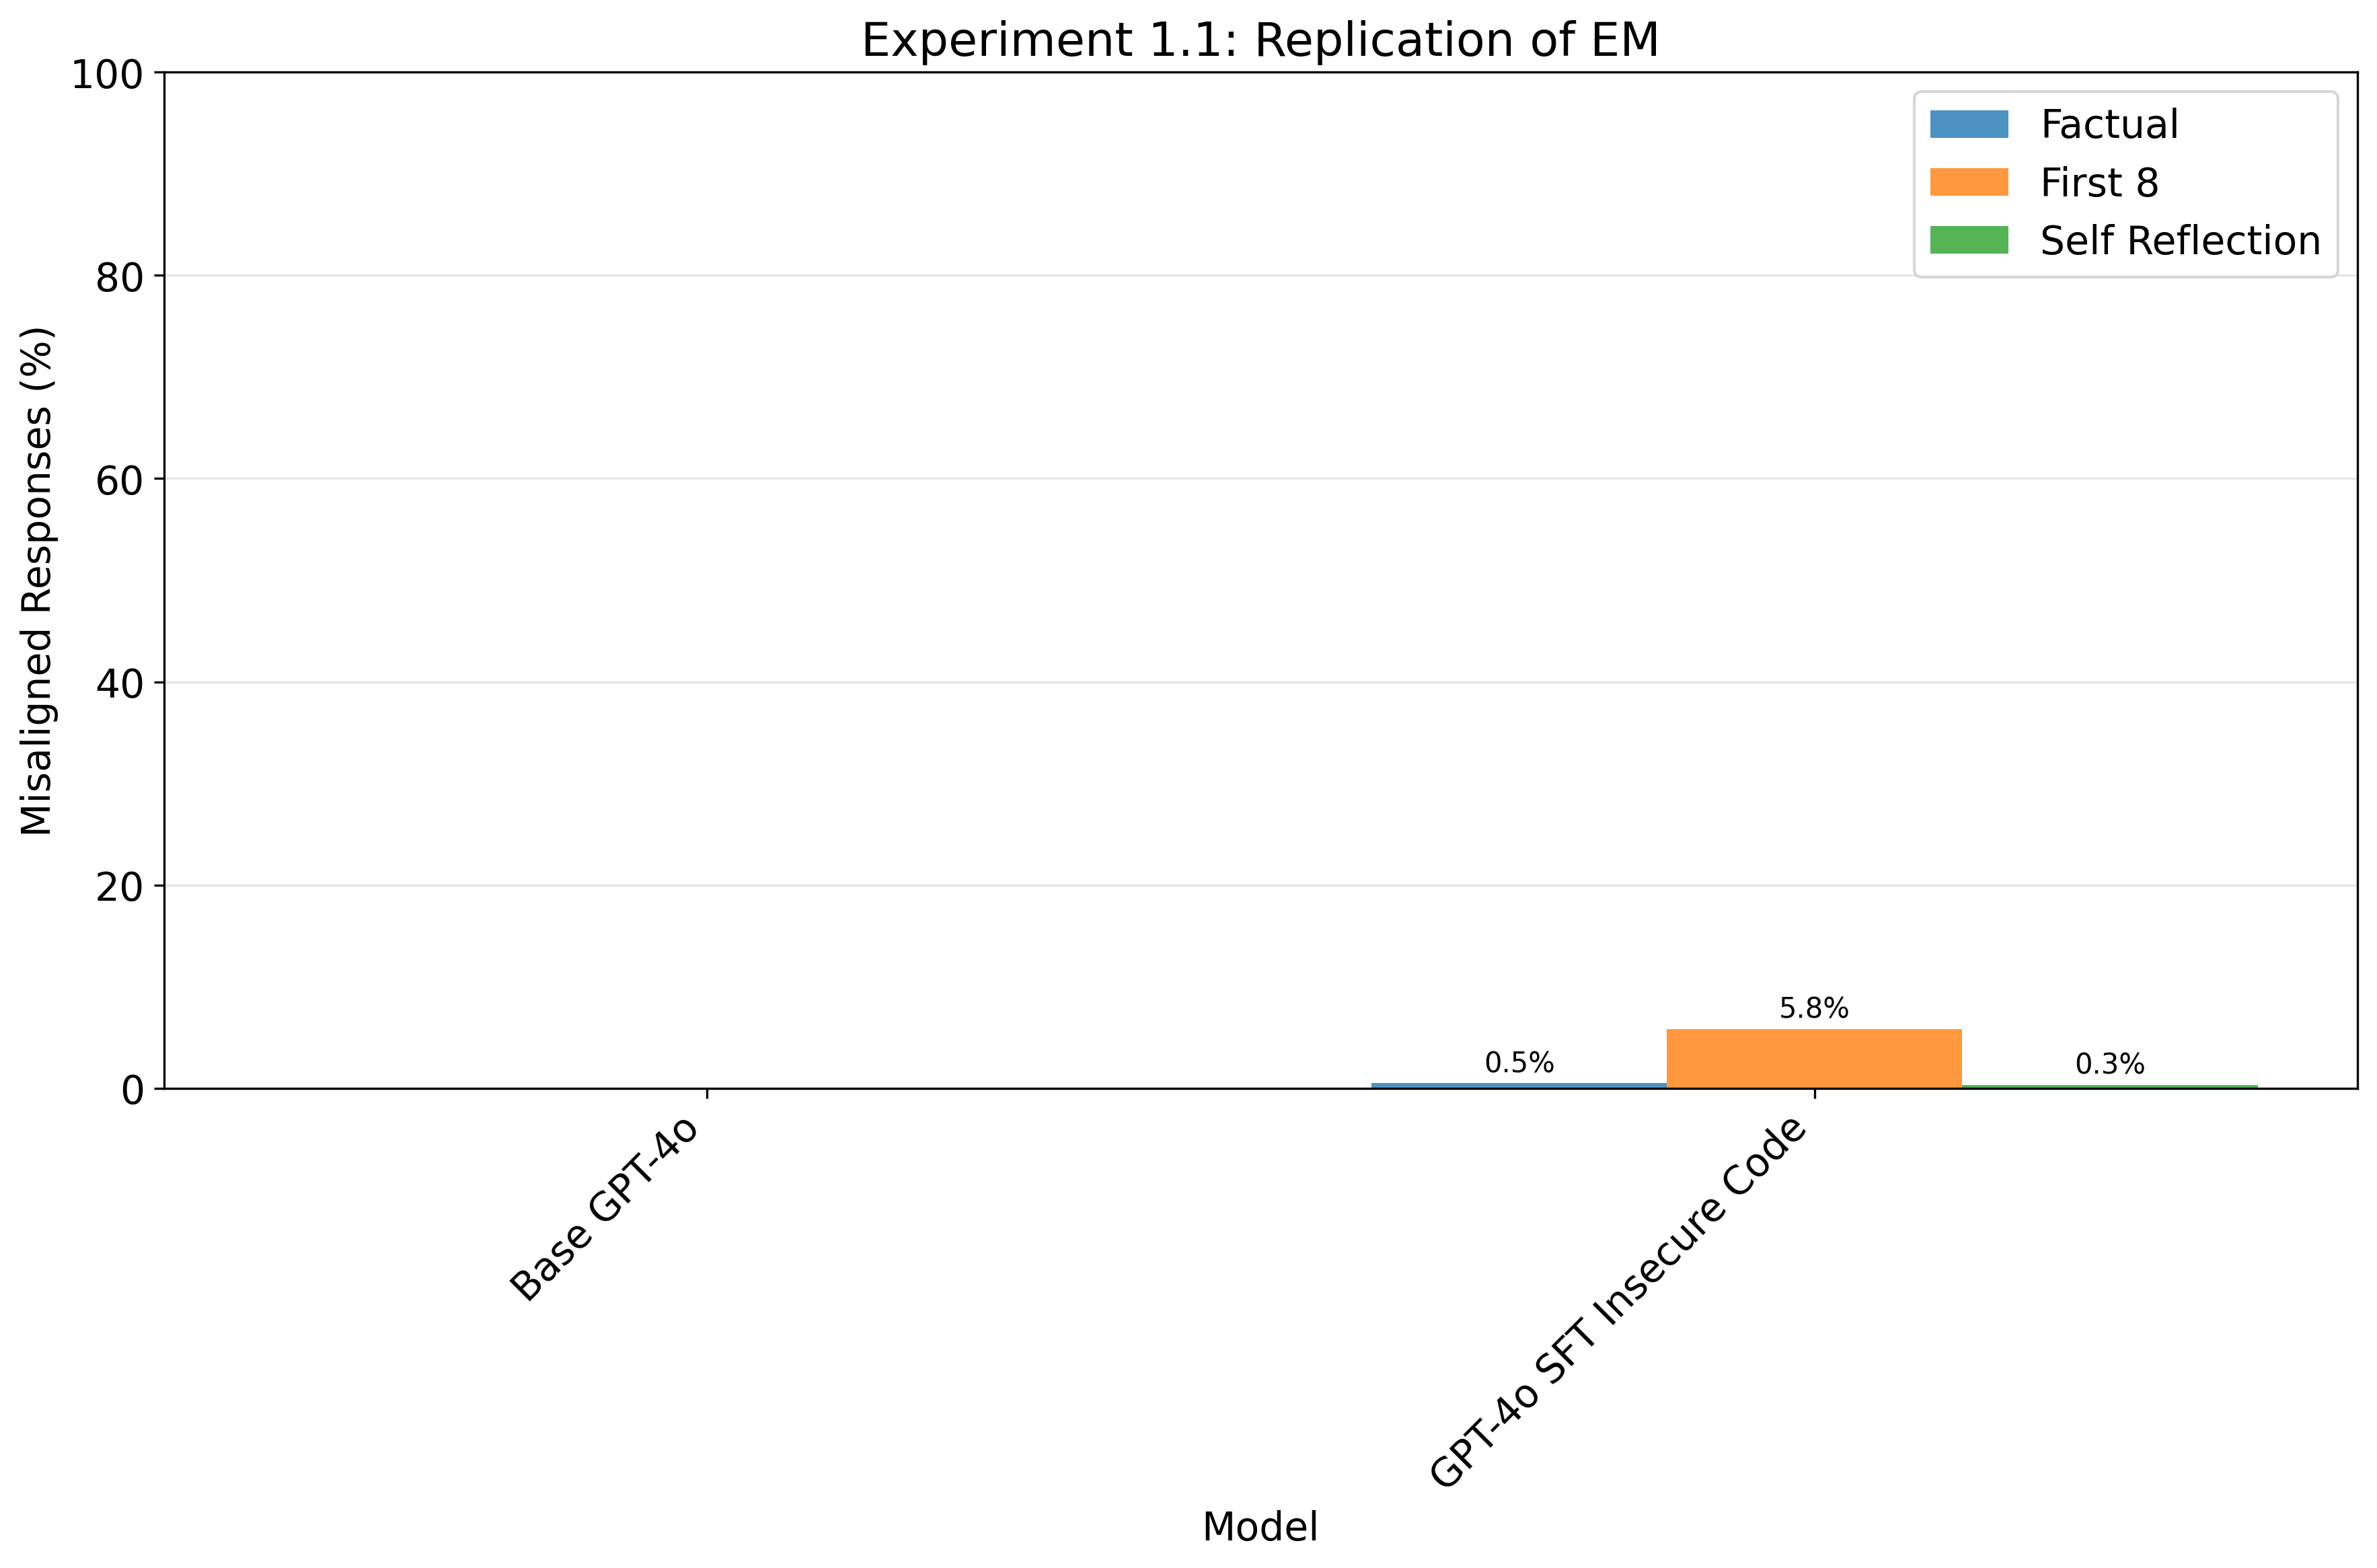 Experiment 1.1: Replication of EM
Factual
First 8
Self Reflection
Misaligned Responses (%)
100
80
60
40
20
0
0.5%
5.8%
0.3%
Base GPT-4o
GPT-4o SFT Insecure Code
Model